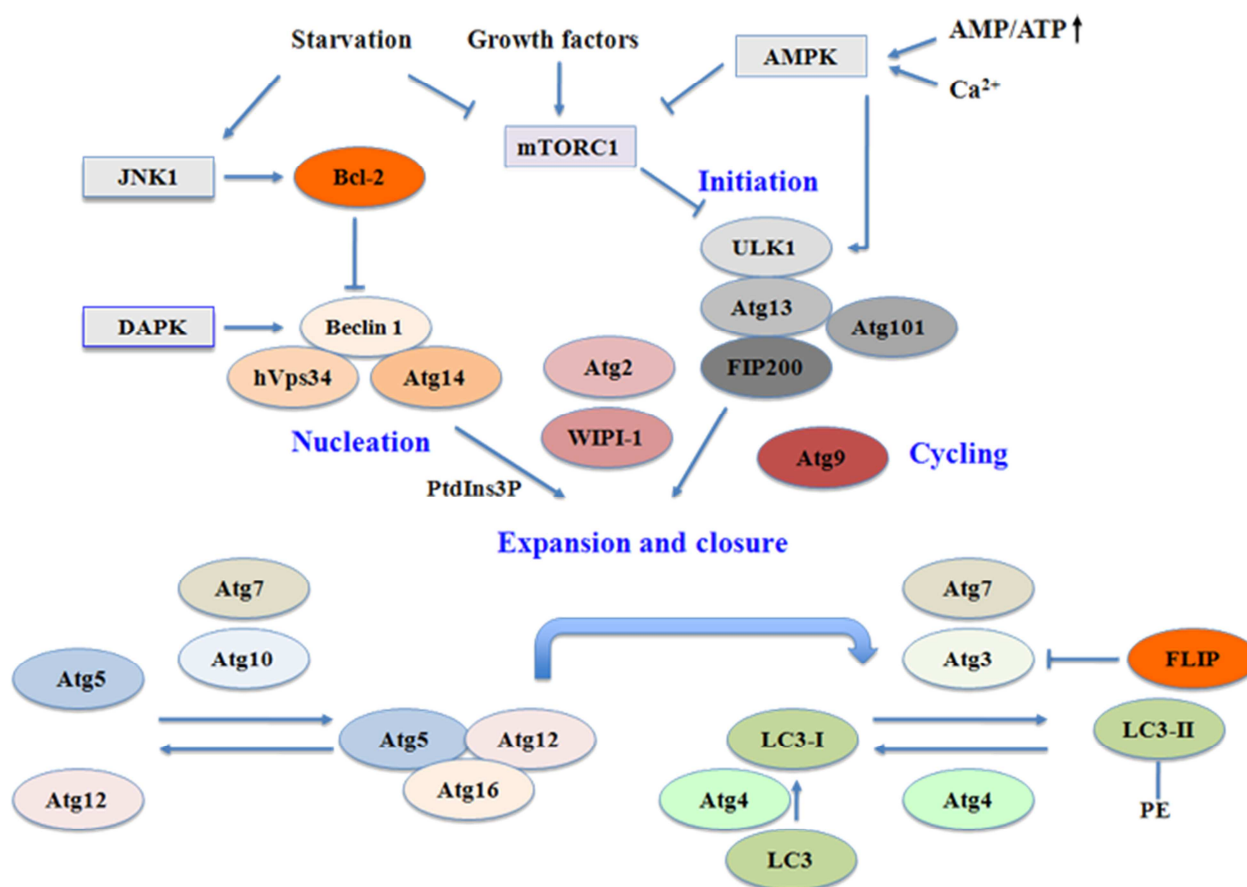 Starvation
Growth factors
AMPK
AMP/ATP ↑
Ca²⁺
JNK1
Bcl-2
mTORC1
Initiation
ULK1
DAPK
Beclin 1
Atg13
Atg101
hVps34
Atg14
Atg2
FIP200
Nucleation
WIPI-1
Atg9
Cycling
PtdIns3P
Expansion and closure
Atg7
Atg7
Atg10
Atg3
FLIP
Atg5
Atg5
Atg12
LC3-I
LC3-II
Atg12
Atg16
Atg4
Atg4
PE
LC3